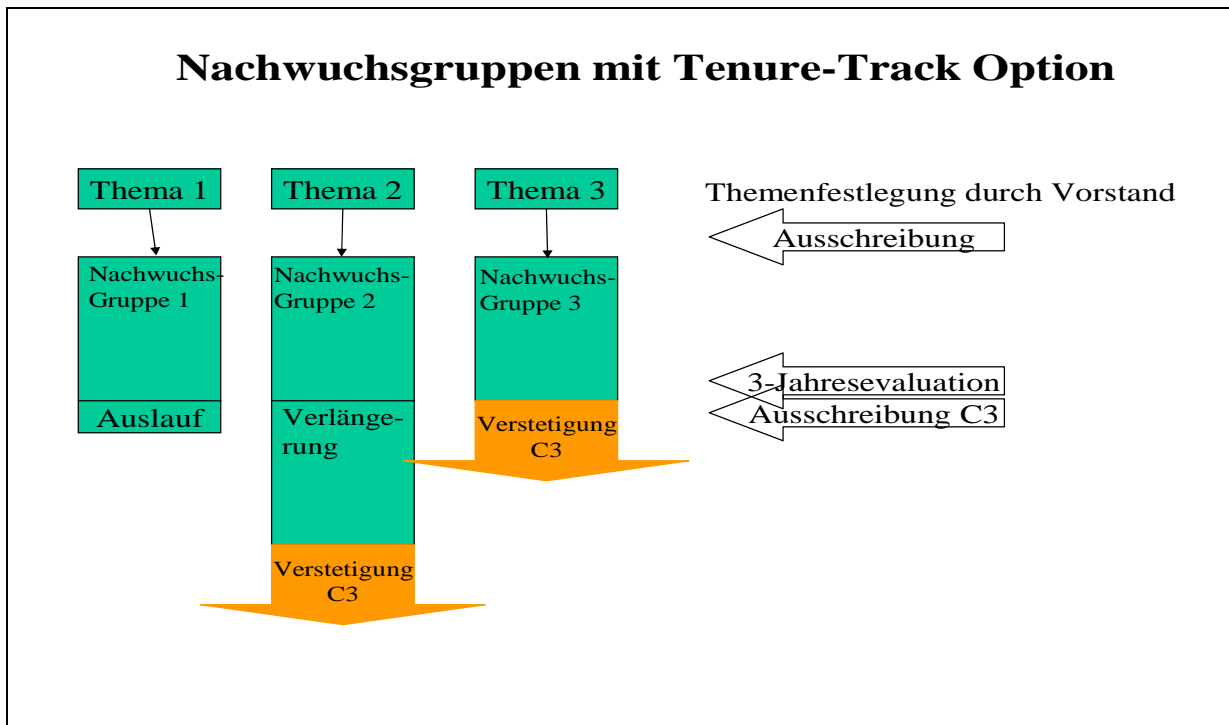 Nachwuchsgruppen mit Tenure-Track Option
Thema 1
Thema 2
Thema 3
Themenfestlegung durch Vorstand
Ausschreibung
Nachwuchs-
Gruppe 1
Nachwuchs-
Gruppe 2
Nachwuchs-
Gruppe 3
3-Jahresevaluation
Ausschreibung C3
Auslauf
Verlänge-
rung
Verstetigung
C3
Verstetigung
C3